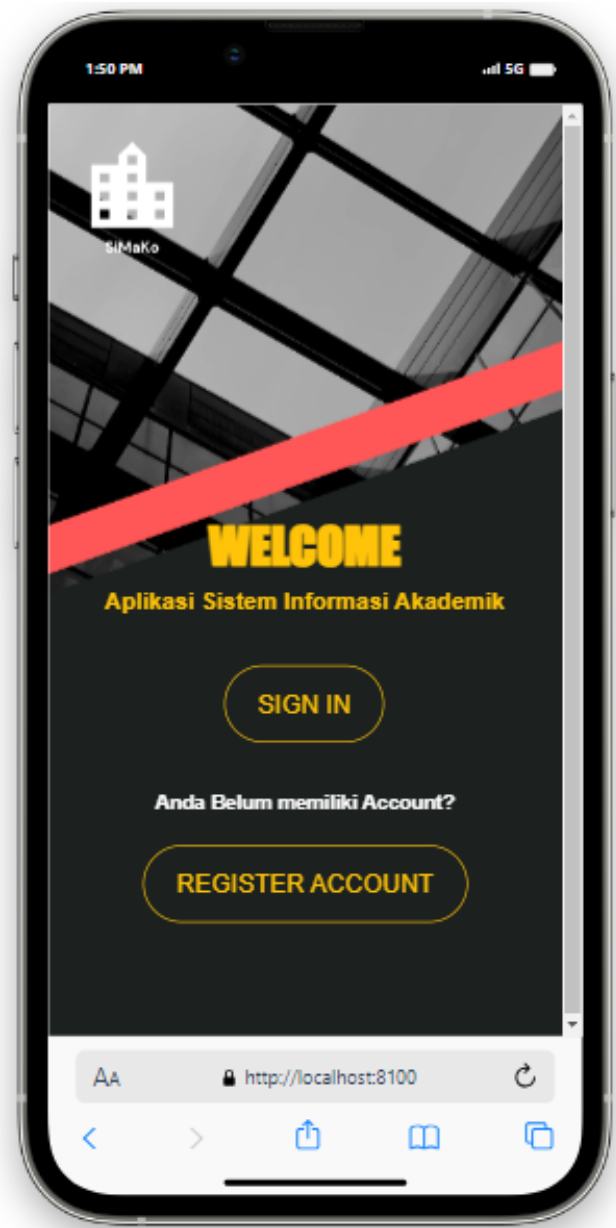 1:50 PM
5G
SiMaKo
WELCOME
Aplikasi Sistem Informasi Akademik
SIGN IN
Anda Belum memiliki Account?
REGISTER ACCOUNT
AA
http://localhost:8100